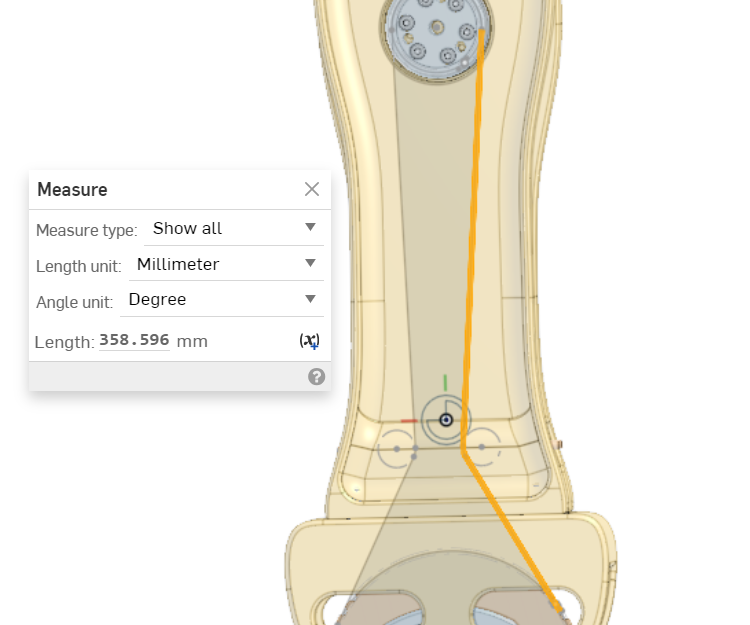 Measure
Measure type: Show all
Length unit: Millimeter
Angle unit: Degree
Length: 358.596 mm (x)
?